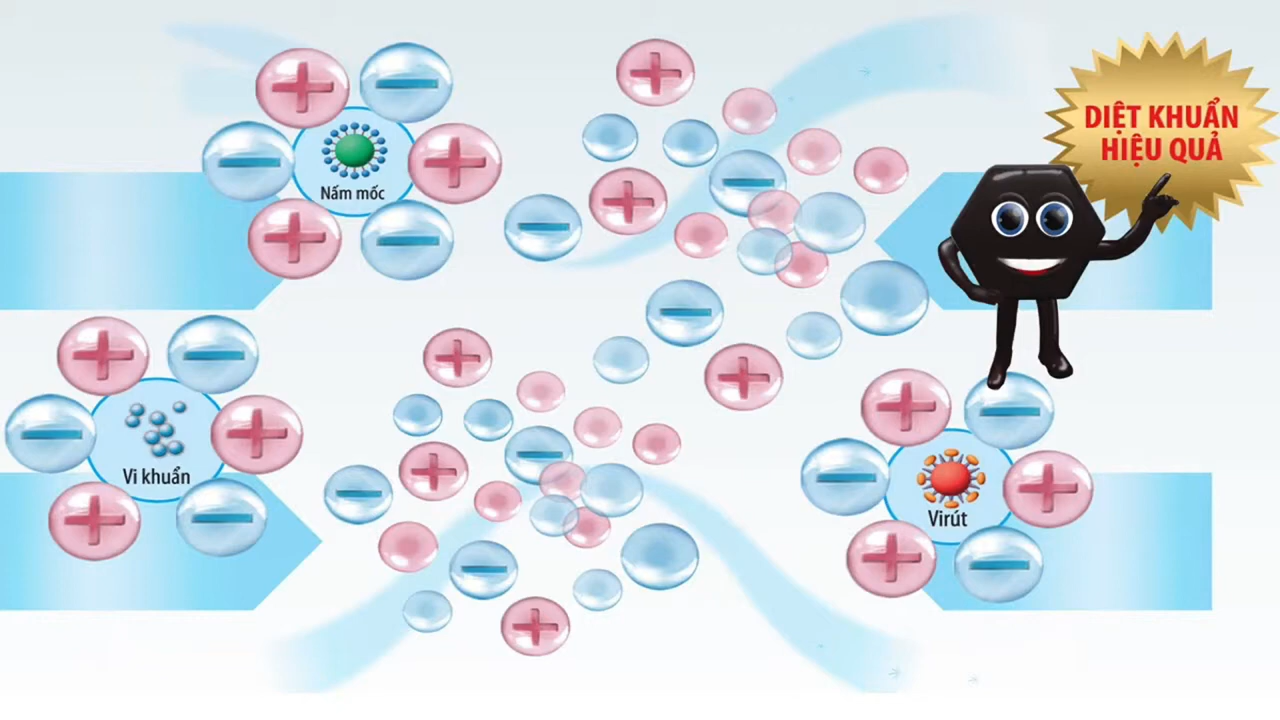 DIỆT KHUẨN
HIỆU QUẢ
Nấm mốc
Vi khuẩn
Virút